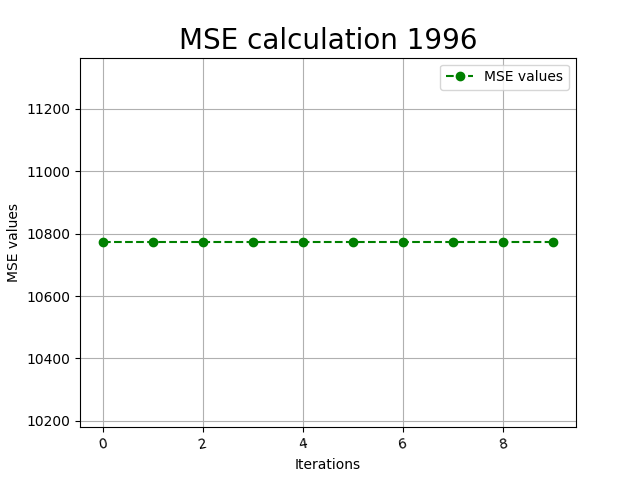 MSE calculation 1996
MSE values
11200
11000
10800
10600
10400
10200
MSE values
0 2 4 6 8
Iterations